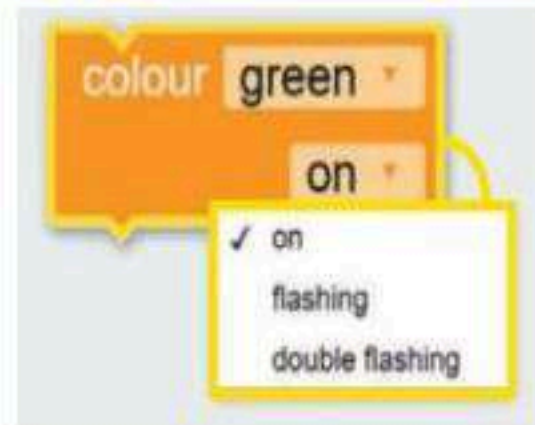 colour green
on
✓ on
flashing
double flashing